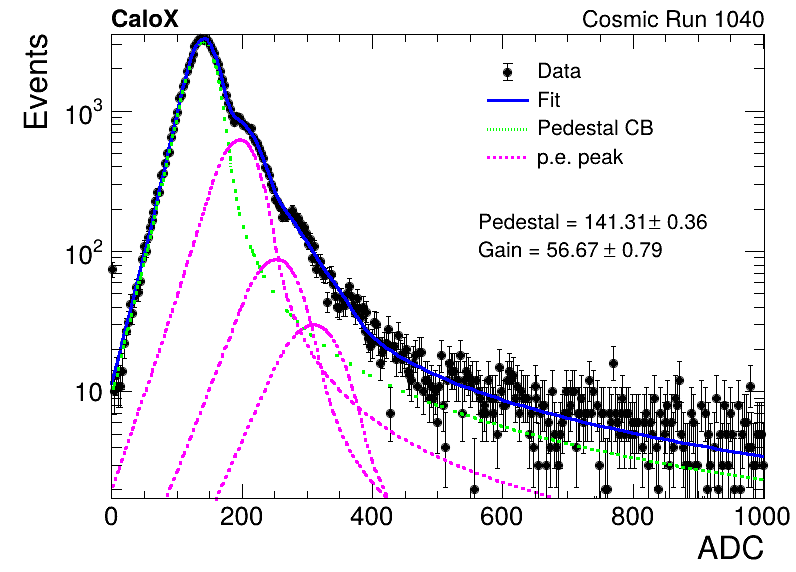 CaloX Cosmic Run 1040
Events
Data
Fit
Pedestal CB
p.e. peak
Pedestal = 141.31± 0.36
Gain = 56.67 ± 0.79
10³
10²
10
0 200 400 600 800 1000
ADC